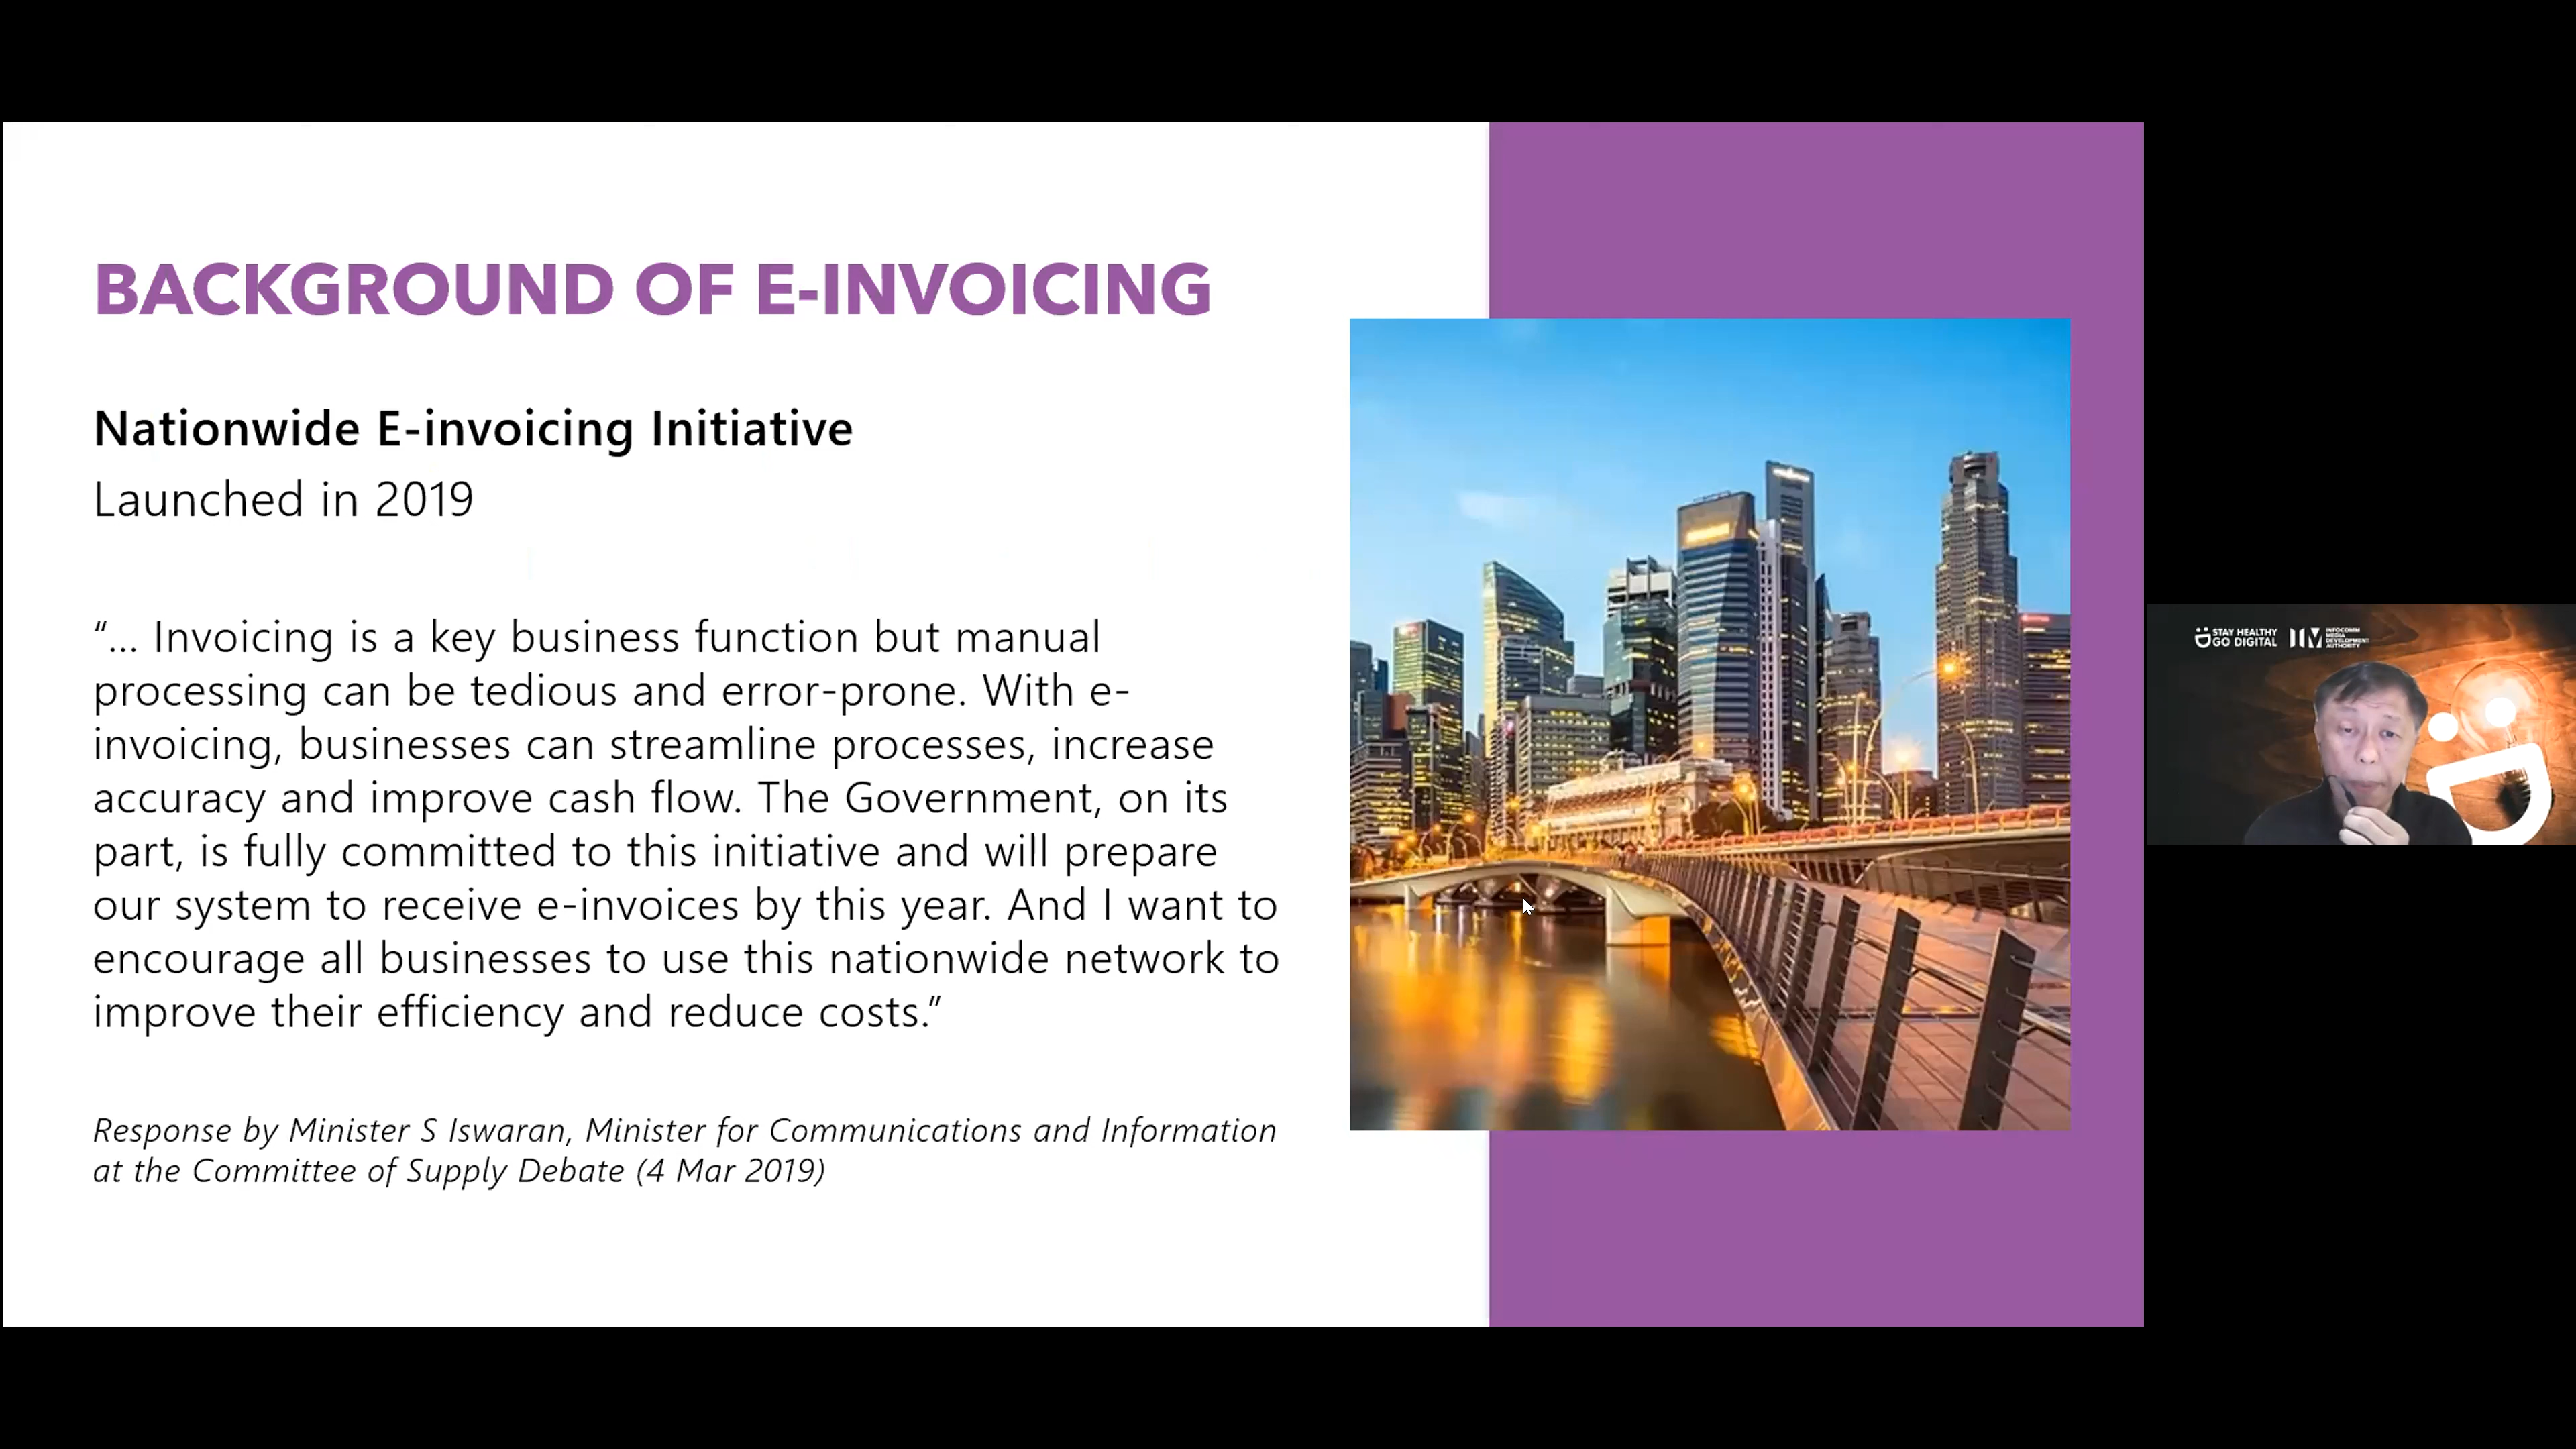 BACKGROUND OF E-INVOICING
Nationwide E-invoicing Initiative
Launched in 2019
“... Invoicing is a key business function but manual
processing can be tedious and error-prone. With e-
invoicing, businesses can streamline processes, increase
accuracy and improve cash flow. The Government, on its
part, is fully committed to this initiative and will prepare
our system to receive e-invoices by this year. And I want to
encourage all businesses to use this nationwide network to
improve their efficiency and reduce costs.”
Response by Minister S Iswaran, Minister for Communications and Information
at the Committee of Supply Debate (4 Mar 2019)
STAY HEALTHY
GO DIGITAL
INFOCOMM
MEDIA
DEVELOPMENT
AUTHORITY